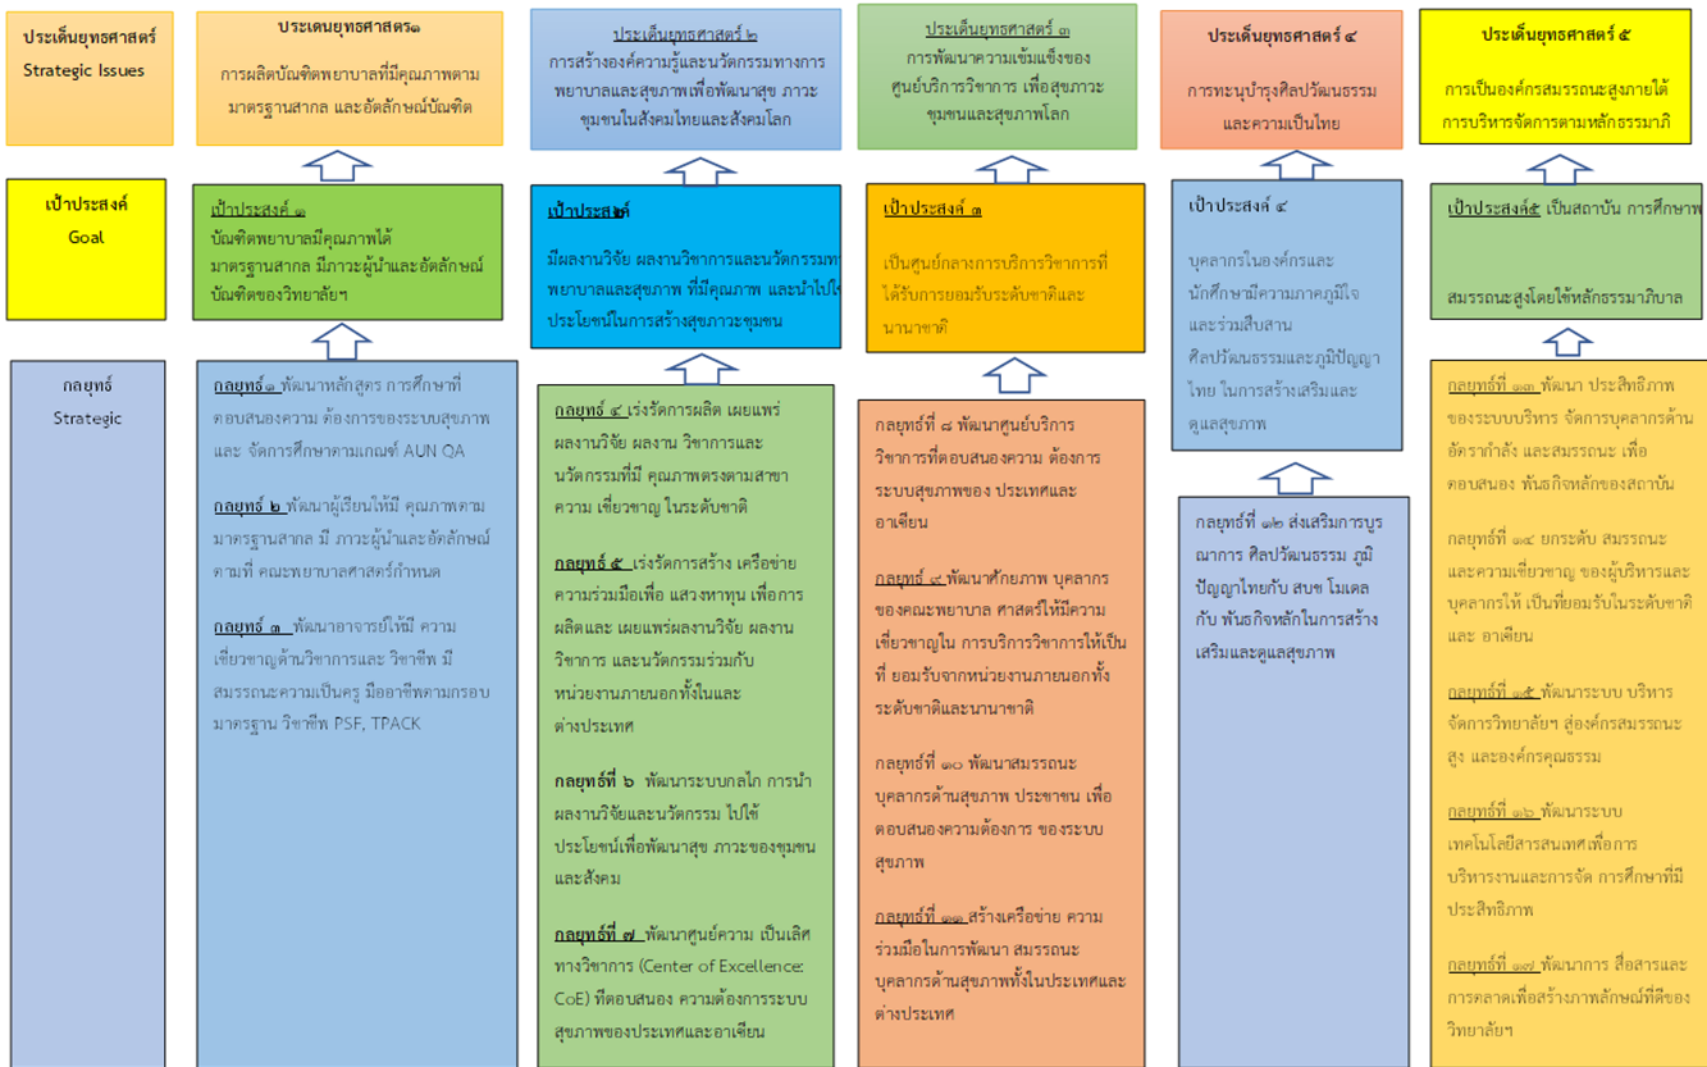 ประเด็นยุทธศาสตร์
Strategic Issues
ประเดนยุทธศาสตร๑
การผลิตบัณฑิตพยาบาลที่มีคุณภาพตาม
มาตรฐานสากล และอัตลักษณ์บัณฑิต
ประเด็นยุทธศาสตร์ ๒
การสร้างองค์ความรู้และนวัตกรรมทางการ
พยาบาลและสุขภาพเพื่อพัฒนาสุข ภาวะ
ชุมชนในสังคมไทยและสังคมโลก
ประเด็นยุทธศาสตร์ ๓
การพัฒนาความเข้มแข็งของ
ศูนย์บริการวิชาการ เพื่อสุขภาวะ
ชุมชนและสุขภาพโลก
ประเด็นยุทธศาสตร์ ๔
การทะนุบำรุงศิลปวัฒนธรรม
และความเป็นไทย
ประเด็นยุทธศาสตร์ ๕
การเป็นองค์กรสมรรถนะสูงภายใต้
การบริหารจัดการตามหลักธรรมาภิ
เป้าประสงค์
Goal
เป้าประสงค์ ๑
บัณฑิตพยาบาลมีคุณภาพได้
มาตรฐานสากล มีภาวะผู้นำและอัตลักษณ์
บัณฑิตของวิทยาลัยฯ
เป้าประสงค์๒
มีผลงานวิจัย ผลงานวิชาการและนวัตกรรมท
พยาบาลและสุขภาพ ที่มีคุณภาพ และนำไปใ
ประโยชน์ในการสร้างสุขภาวะชุมชน
เป้าประสงค์ ๓
เป็นศูนย์กลางการบริการวิชาการที่
ได้รับการยอมรับระดับชาติและ
นานาชาติ
เป้าประสงค์ ๔
บุคลากรในองค์กรและ
นักศึกษามีความภาคภูมิใจ
และร่วมสืบสาน
ศิลปวัฒนธรรมและภูมิปัญญา
ไทย ในการสร้างเสริมและ
ดูแลสุขภาพ
เป้าประสงค์๕ เป็นสถาบัน การศึกษาพ
สมรรถนะสูงโดยใช้หลักธรรมาภิบาล
กลยุทธ์
Strategic
กลยุทธ์๑ พัฒนาหลักสูตร การศึกษาที่
ตอบสนองความ ต้องการของระบบสุขภาพ
และ จัดการศึกษาตามเกณฑ์ AUN QA
กลยุทธ์ ๒ พัฒนาผู้เรียนให้มี คุณภาพตาม
มาตรฐานสากล มี ภาวะผู้นำและอัตลักษณ์
ตามที่ คณะพยาบาลศาสตร์กำหนด
กลยุทธ์ ๓ พัฒนาอาจารย์ให้มี ความ
เชี่ยวชาญด้านวิชาการและ วิชาชีพ มี
สมรรถนะความเป็นครู มืออาชีพตามกรอบ
มาตรฐาน วิชาชีพ PSF, TPACK
กลยุทธ์ ๔ เร่งรัดการผลิต เผยแพร่
ผลงานวิจัย ผลงาน วิชาการและ
นวัตกรรมที่มี คุณภาพตรงตามสาขา
ความ เชี่ยวชาญ ในระดับชาติ
กลยุทธ์ ๕ เร่งรัดการสร้าง เครือข่าย
ความร่วมมือเพื่อ แสวงหาทุน เพื่อการ
ผลิตและ เผยแพร่ผลงานวิจัย ผลงาน
วิชาการ และนวัตกรรมร่วมกับ
หน่วยงานภายนอกทั้งในและ
ต่างประเทศ
กลยุทธ์ที่ ๖ พัฒนาระบบกลไก การนำ
ผลงานวิจัยและนวัตกรรม ไปใช้
ประโยชน์เพื่อพัฒนาสุข ภาวะของชุมชน
และสังคม
กลยุทธ์ที่ ๗ พัฒนาศูนย์ความ เป็นเลิศ
ทางวิชาการ (Center of Excellence:
CoE) ที่ตอบสนอง ความต้องการระบบ
สุขภาพของประเทศและอาเซียน
กลยุทธ์ที่ ๘ พัฒนาศูนย์บริการ
วิชาการที่ตอบสนองความ ต้องการ
ระบบสุขภาพของ ประเทศและ
อาเซียน
กลยุทธ์ ๙ พัฒนาศักยภาพ บุคลากร
ของคณะพยาบาล ศาสตร์ให้มีความ
เชี่ยวชาญใน การบริการวิชาการให้เป็น
ที่ ยอมรับจากหน่วยงานภายนอกทั้ง
ระดับชาติและนานาชาติ
กลยุทธ์ที่ ๑๐ พัฒนาสมรรถนะ
บุคลากรด้านสุขภาพ ประชาชน เพื่อ
ตอบสนองความต้องการ ของระบบ
สุขภาพ
กลยุทธ์ที่ ๑๑ สร้างเครือข่าย ความ
ร่วมมือในการพัฒนา สมรรถนะ
บุคลากรด้านสุขภาพทั้งในประเทศและ
ต่างประเทศ
กลยุทธ์ที่ ๑๒ ส่งเสริมการบูร
ณาการ ศิลปวัฒนธรรม ภูมิ
ปัญญาไทยกับ สบช โมเดล
กับ พันธกิจหลักในการสร้าง
เสริมและดูแลสุขภาพ
กลยุทธ์ที่ ๑๓ พัฒนา ประสิทธิภาพ
ของระบบบริหาร จัดการบุคลากรด้าน
อัตรากำลัง และสมรรถนะ เพื่อ
ตอบสนอง พันธกิจหลักของสถาบัน
กลยุทธ์ที่ ๑๔ ยกระดับ สมรรถนะ
และความเชี่ยวชาญ ของผู้บริหารและ
บุคลากรให้ เป็นที่ยอมรับในระดับชาติ
และ อาเซียน
กลยุทธ์ที่ ๑๕ พัฒนาระบบ บริหาร
จัดการวิทยาลัยฯ สู่องค์กรสมรรถนะ
สูง และองค์กรคุณธรรม
กลยุทธ์ที่ ๑๖ พัฒนาระบบ
เทคโนโลยีสารสนเทศเพื่อการ
บริหารงานและการจัด การศึกษาที่มี
ประสิทธิภาพ
กลยุทธ์ที่ ๑๗ พัฒนาการ สื่อสารและ
การตลาดเพื่อสร้างภาพลักษณ์ที่ดีของ
วิทยาลัยฯ